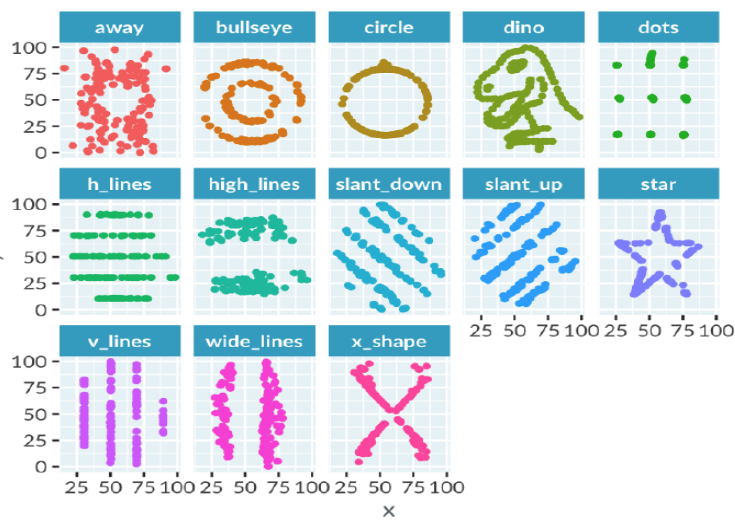 away bullseye circle dino dots
100
75
50
25
0
h_lines high_lines slant_down slant_up star
100
75
50
25
0
25 50 75 100 25 50 75 100
v_lines wide_lines x_shape
100
75
50
25
0
25 50 75 100 25 50 75 100 25 50 75 100
x